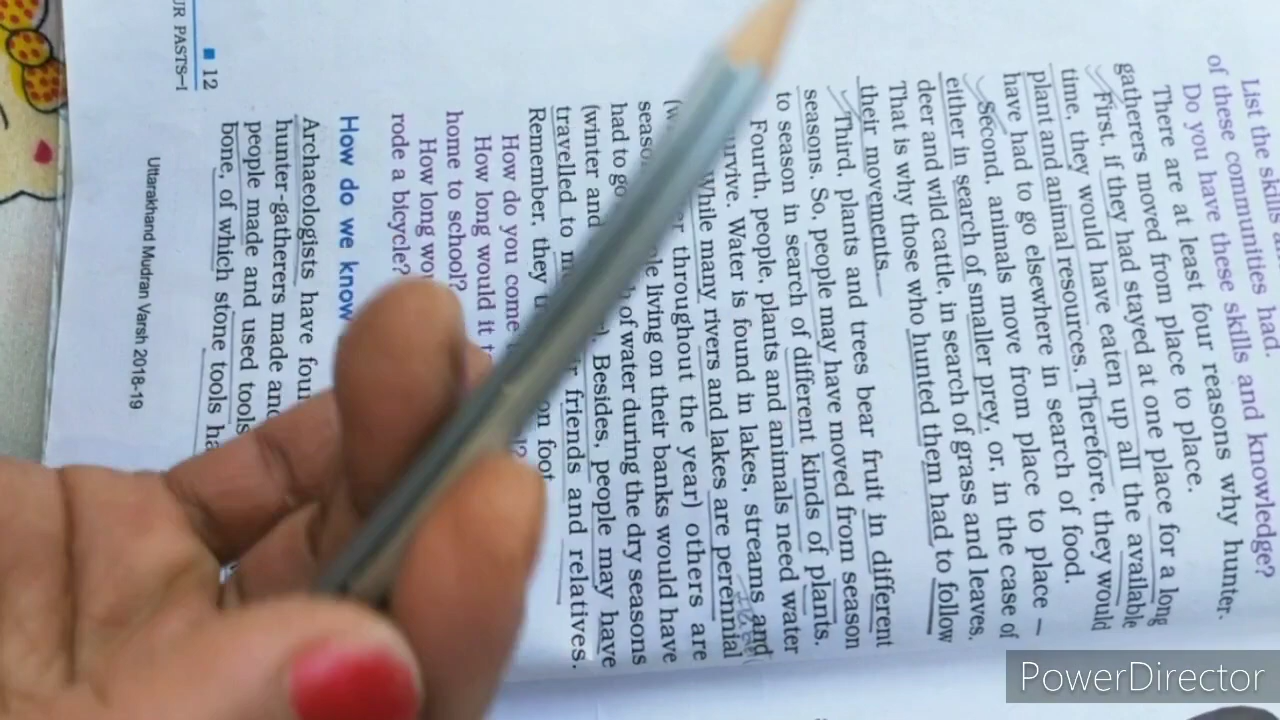 List the skills
of these communities had.
Do you have these skills and knowledge?
There are at least four reasons why hunter-
gatherers moved from place to place.
First, if they had stayed at one place for a long
time, they would have eaten up all the available
plant and animal resources. Therefore, they would
have had to go elsewhere in search of food.
Second, animals move from place to place —
either in search of smaller prey, or, in the case of
deer and wild cattle, in search of grass and leaves.
That is why those who hunted them had to follow
their movements.
Third, plants and trees bear fruit in different
seasons. So, people may have moved from season
to season in search of different kinds of plants.
Fourth, people, plants and animals need water
Water is found in lakes, streams and
While many rivers and lakes are perennial
throughout the year) others are
living on their banks would have
had to go of water during the dry seasons
(winter and Besides, people may have
travelled to friends and relatives.
Remember, they on foot
How do you come
How long would it
home to school?
How long
rode a bicycle?
How do we know
Archaeologists have
hunter-gathers made and
people made and used tools
bone, of which stone tools
12
UR PASTS–I
Uttarakhand Mudran Varsh 2018-19
PowerDirector